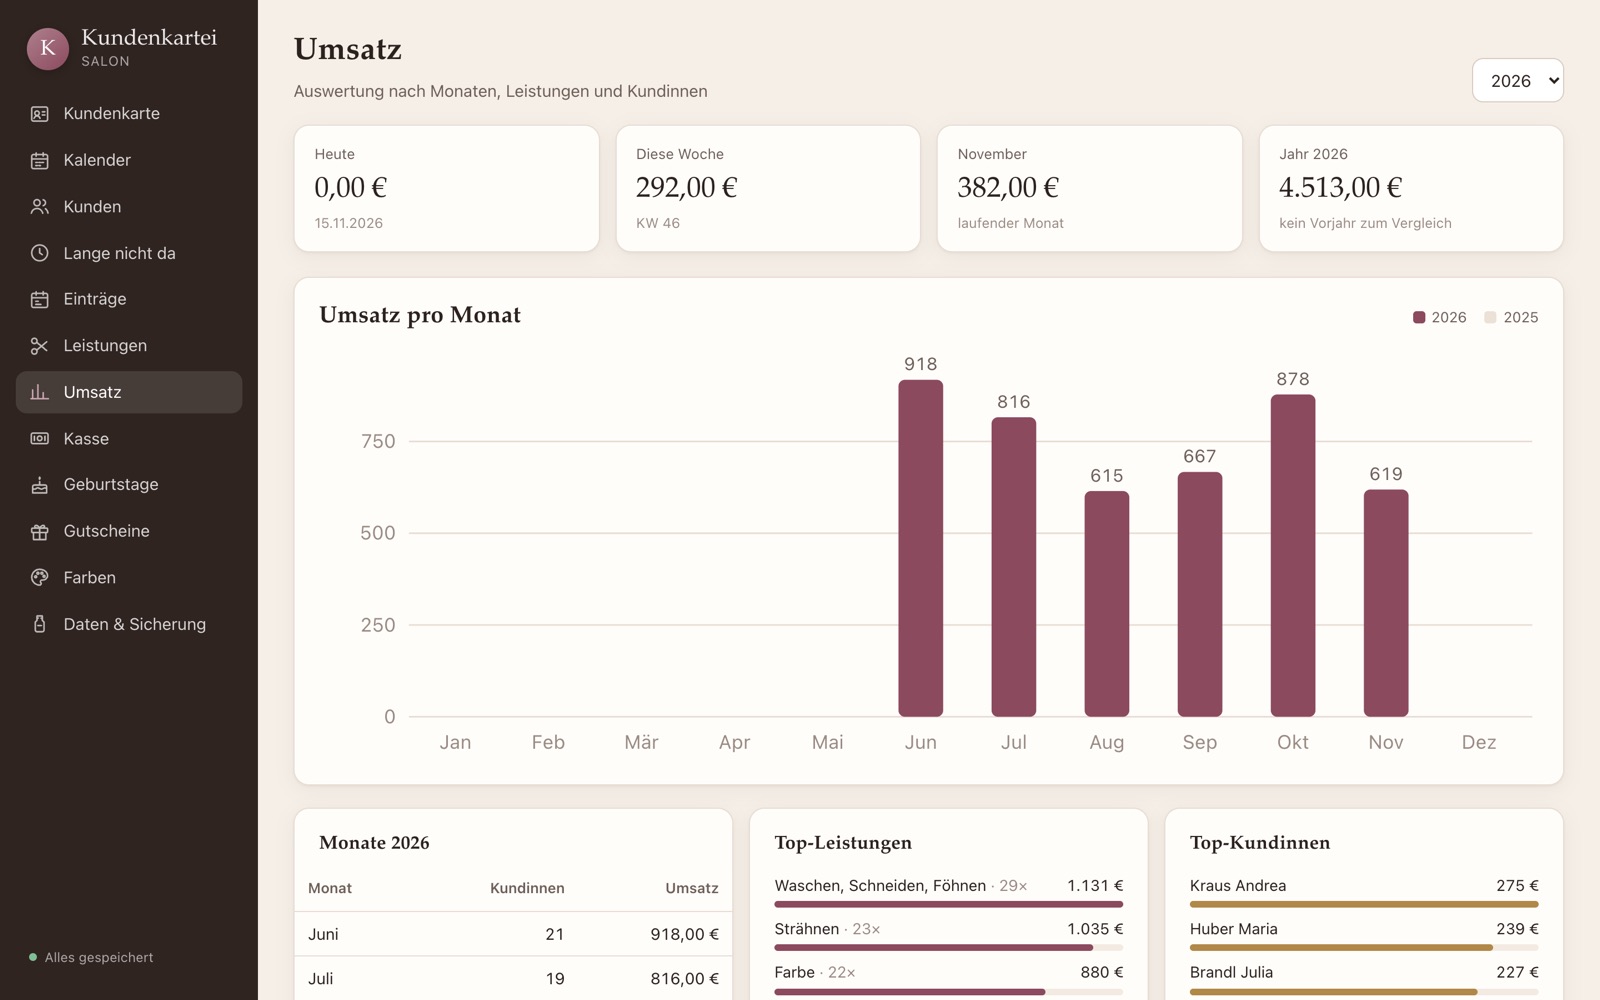 K
Kundenkartei
SALON
Kundenkarte
Kalender
Kunden
Lange nicht da
Einträge
Leistungen
Umsatz
Kasse
Geburtstage
Gutscheine
Farben
Daten & Sicherung
Alles gespeichert
Umsatz
Auswertung nach Monaten, Leistungen und Kundinnen
2026
Heute
0,00 €
15.11.2026
Diese Woche
292,00 €
KW 46
November
382,00 €
laufender Monat
Jahr 2026
4.513,00 €
kein Vorjahr zum Vergleich
Umsatz pro Monat
2026 2025
918
816
615
667
878
619
750
500
250
0
Jan Feb Mär Apr Mai Jun Jul Aug Sep Okt Nov Dez
Monate 2026
Monat Kundinnen Umsatz
Juni 21 918,00 €
Juli 19 816,00 €
Top-Leistungen
Waschen, Schneiden, Föhnen · 29× 1.131 €
Strähnen · 23× 1.035 €
Farbe · 22× 880 €
Top-Kundinnen
Kraus Andrea 275 €
Huber Maria 239 €
Brandl Julia 227 €